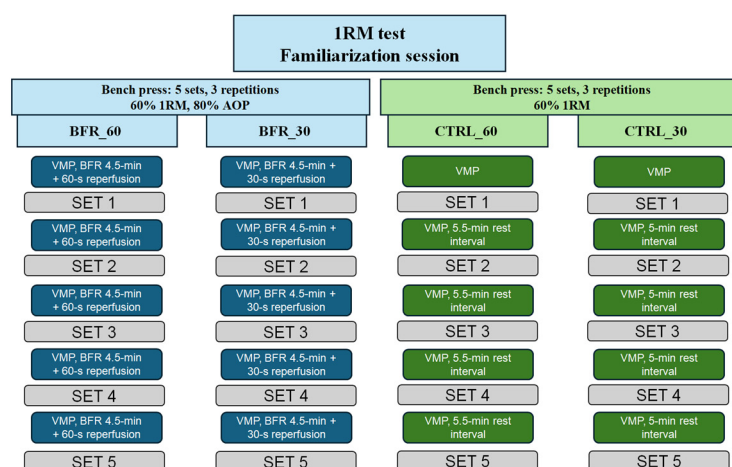 1RM test
Familiarization session
Bench press: 5 sets, 3 repetitions
60% 1RM, 80% AOP
Bench press: 5 sets, 3 repetitions
60% 1RM
BFR_60
BFR_30
CTRL_60
CTRL_30
VMP, BFR 4.5-min
+ 60-s reperfusion
VMP, BFR 4.5-min +
30-s reperfusion
VMP
VMP
SET 1
SET 1
SET 1
SET 1
VMP, BFR 4.5-min
+ 60-s reperfusion
VMP, BFR 4.5-min +
30-s reperfusion
VMP, 5.5-min rest
interval
VMP, 5-min rest
interval
SET 2
SET 2
SET 2
SET 2
VMP, BFR 4.5-min
+ 60-s reperfusion
VMP, BFR 4.5-min +
30-s reperfusion
VMP, 5.5-min rest
interval
VMP, 5-min rest
interval
SET 3
SET 3
SET 3
SET 3
VMP, BFR 4.5-min
+ 60-s reperfusion
VMP, BFR 4.5-min +
30-s reperfusion
VMP, 5.5-min rest
interval
VMP, 5-min rest
interval
SET 4
SET 4
SET 4
SET 4
VMP, BFR 4.5-min
+ 60-s reperfusion
VMP, BFR 4.5-min +
30-s reperfusion
VMP, 5.5-min rest
interval
VMP, 5-min rest
interval
SET 5
SET 5
SET 5
SET 5